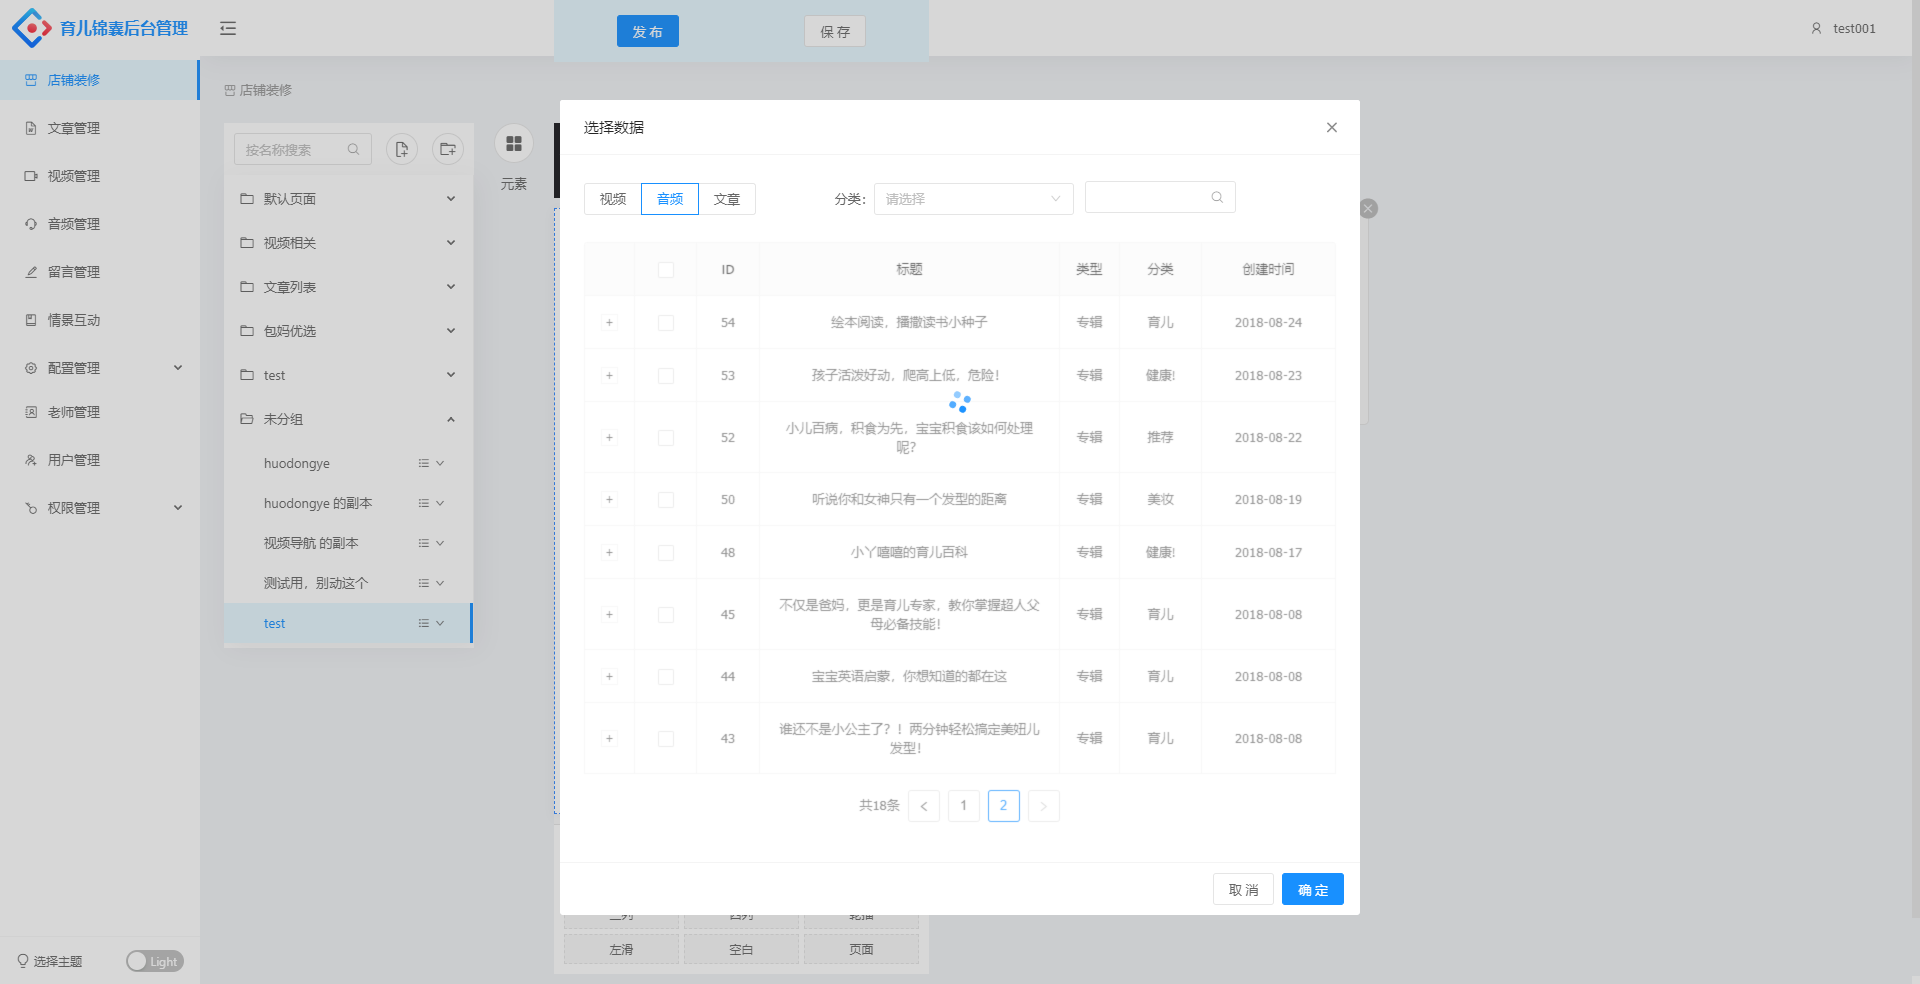 育儿锦囊后台管理
发 布
保 存
test001
店铺装修
文章管理
视频管理
音频管理
留言管理
情景互动
配置管理
老师管理
用户管理
权限管理
选择主题
Light
店铺装修
按名称搜索
默认页面
视频相关
文章列表
包妈优选
test
未分组
huodongye
huodongye 的副本
视频导航 的副本
测试用，别动这个
test
元素
选择数据
视频 音频 文章 分类： 请选择
ID 标题 类型 分类 创建时间
54 绘本阅读，播撒读书小种子 专辑 育儿 2018-08-24
53 孩子活泼好动，爬高上低，危险！ 专辑 健康! 2018-08-23
52 小儿百病，积食为先，宝宝积食该如何处理
呢？ 专辑 推荐 2018-08-22
50 听说你和女神只有一个发型的距离 专辑 美妆 2018-08-19
48 小丫嘻嘻的育儿百科 专辑 健康! 2018-08-17
45 不仅是爸妈，更是育儿专家，教你掌握超人父
母必备技能！ 专辑 育儿 2018-08-08
44 宝宝英语启蒙，你想知道的都在这 专辑 育儿 2018-08-08
43 谁还不是小公主了？！两分钟轻松搞定美妞儿
发型！ 专辑 育儿 2018-08-08
共18条 < 1 2 >
取 消 确 定
左滑 空白 页面